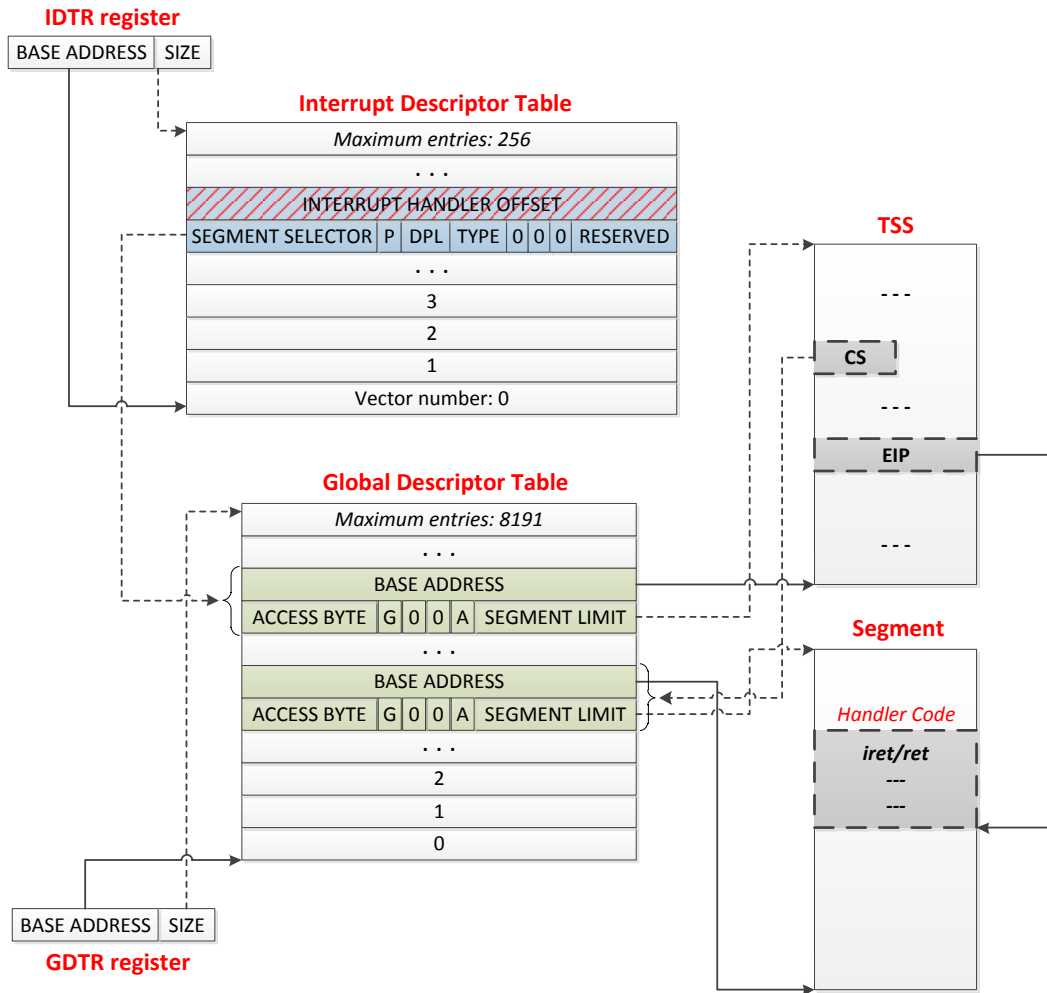 IDTR register
BASE ADDRESS SIZE
Interrupt Descriptor Table
Maximum entries: 256
. . .
INTERRUPT HANDLER OFFSET
SEGMENT SELECTOR P DPL TYPE 0 0 0 RESERVED
. . .
3
2
1
Vector number: 0
TSS
- - -
CS
- - -
EIP
- - -
Global Descriptor Table
Maximum entries: 8191
. . .
BASE ADDRESS
ACCESS BYTE G 0 0 A SEGMENT LIMIT
. . .
BASE ADDRESS
ACCESS BYTE G 0 0 A SEGMENT LIMIT
. . .
2
1
0
Segment
Handler Code
iret/ret
---
---
BASE ADDRESS SIZE
GDTR register